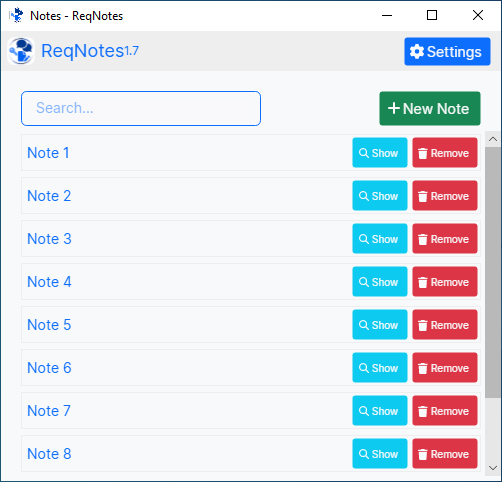 Notes - ReqNotes
ReqNotes1.7
Settings
Search...
New Note
Note 1 Show Remove
Note 2 Show Remove
Note 3 Show Remove
Note 4 Show Remove
Note 5 Show Remove
Note 6 Show Remove
Note 7 Show Remove
Note 8 Show Remove